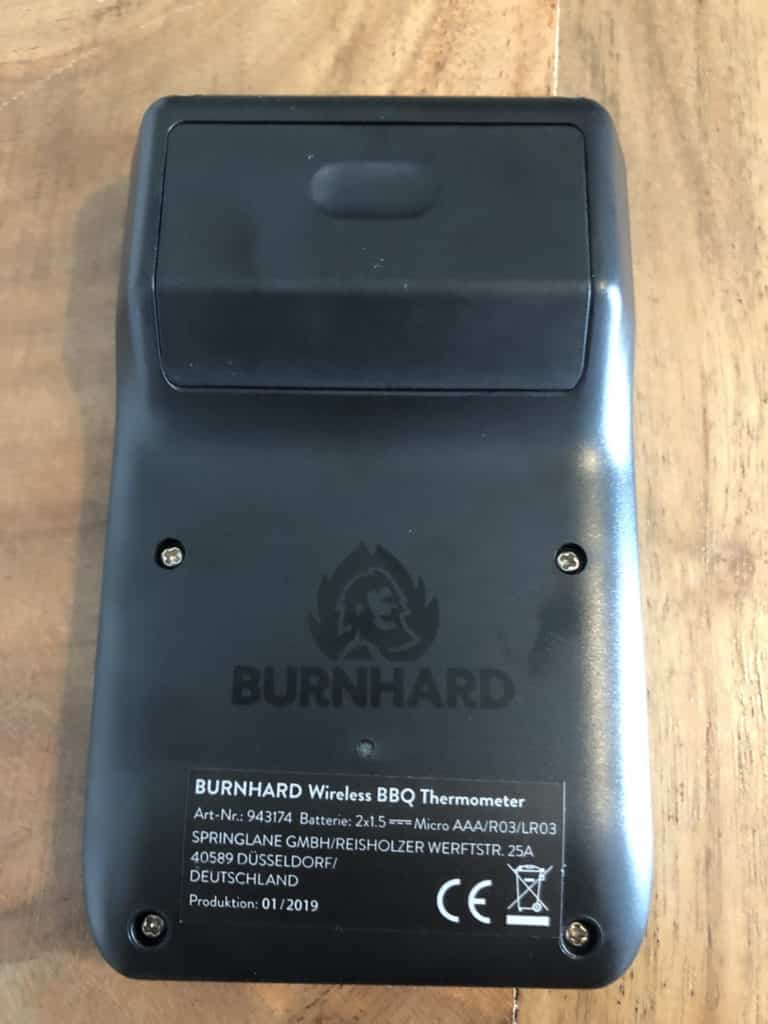 BURNHARD
BURNHARD Wireless BBQ Thermometer
Art-Nr.: 943174 Batterie: 2x1.5 ⎓ Micro AAA/R03/LR03
SPRINGLANE GMBH/REISHOLZER WERFTSTR. 25A
40589 DÜSSELDORF/
DEUTSCHLAND
Produktion: 01/2019
CE